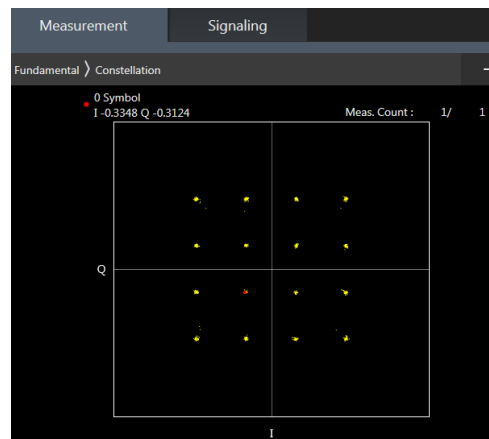 Measurement Signaling
Fundamental 〉 Constellation
0 Symbol
I -0.3348 Q -0.3124 Meas. Count : 1/ 1
Q
I